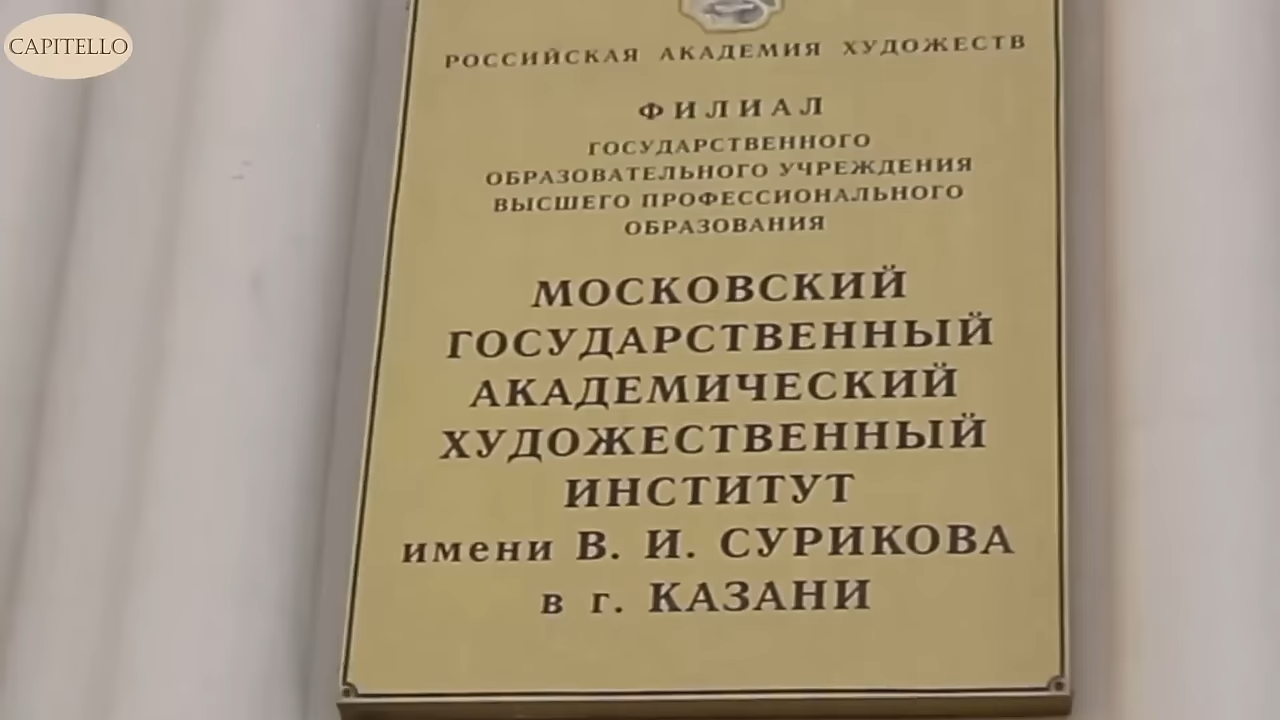 CAPITELLO
РОССИЙСКАЯ АКАДЕМИЯ ХУДОЖЕСТВ
ФИЛИАЛ
ГОСУДАРСТВЕННОГО
ОБРАЗОВАТЕЛЬНОГО УЧРЕЖДЕНИЯ
ВЫСШЕГО ПРОФЕССИОНАЛЬНОГО
ОБРАЗОВАНИЯ
МОСКОВСКИЙ
ГОСУДАРСТВЕННЫЙ
АКАДЕМИЧЕСКИЙ
ХУДОЖЕСТВЕННЫЙ
ИНСТИТУТ
имени В. И. СУРИКОВА
в г. КАЗАНИ